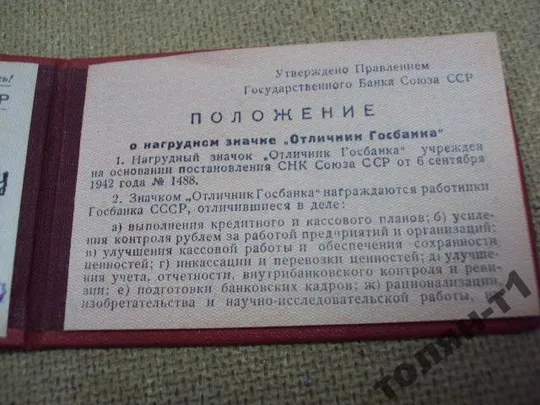 сь!
Р
у
Утверждено Правлением
Государственного Банка Союза ССР
ПОЛОЖЕНИЕ
о нагрудном значке „Отличник Госбанка“
1. Нагрудный значок „Отличник Госбанка“ учрежден
на основании постановления СНК Союза ССР от 6 сентября
1942 года № 1488.
2. Значком „Отличник Госбанка“ награждаются работники
Госбанка СССР, отличившиеся в деле:
а) выполнения кредитного и кассового планов; б) усиле-
ния контроля рублем за работой предприятий и организаций;
в) улучшения кассовой работы и обеспечения сохранности
ценностей; г) инкассации и перевозки ценностей; д) улучше-
ния учета, отчетности, внутрибанковского контроля и реви-
зии; е) подготовки банковских кадров; ж) рационализации,
изобретательства и научно-исследовательской работы,
ТОЛЯН-Т1